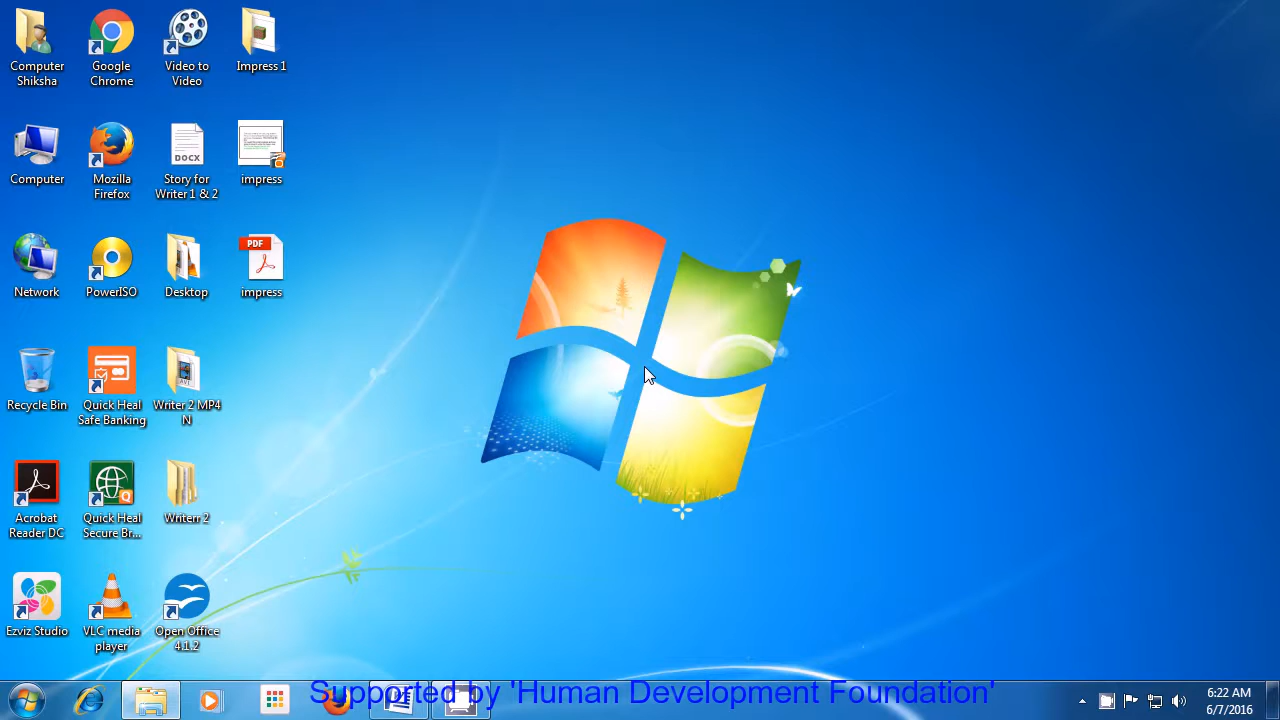 Computer Shiksha
Google Chrome
Video to Video
Impress 1
Computer
Mozilla Firefox
DOCX
Story for Writer 1 & 2
impress
Network
PowerISO
Desktop
PDF
impress
Recycle Bin
Quick Heal Safe Banking
Writer 2 MP4 N
Acrobat Reader DC
Quick Heal Secure Br...
Writerr 2
Ezviz Studio
VLC media player
Open Office 4.1.2
Supported by 'Human Development Foundation'
6:22 AM
6/7/2016